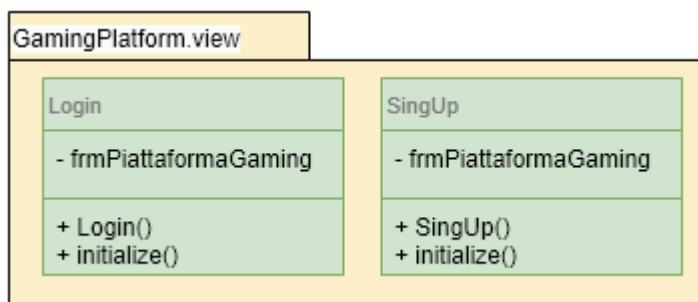 GamingPlatform.view
Login
- frmPiattaformaGaming
+ Login()
+ initialize()
SingUp
- frmPiattaformaGaming
+ SingUp()
+ initialize()